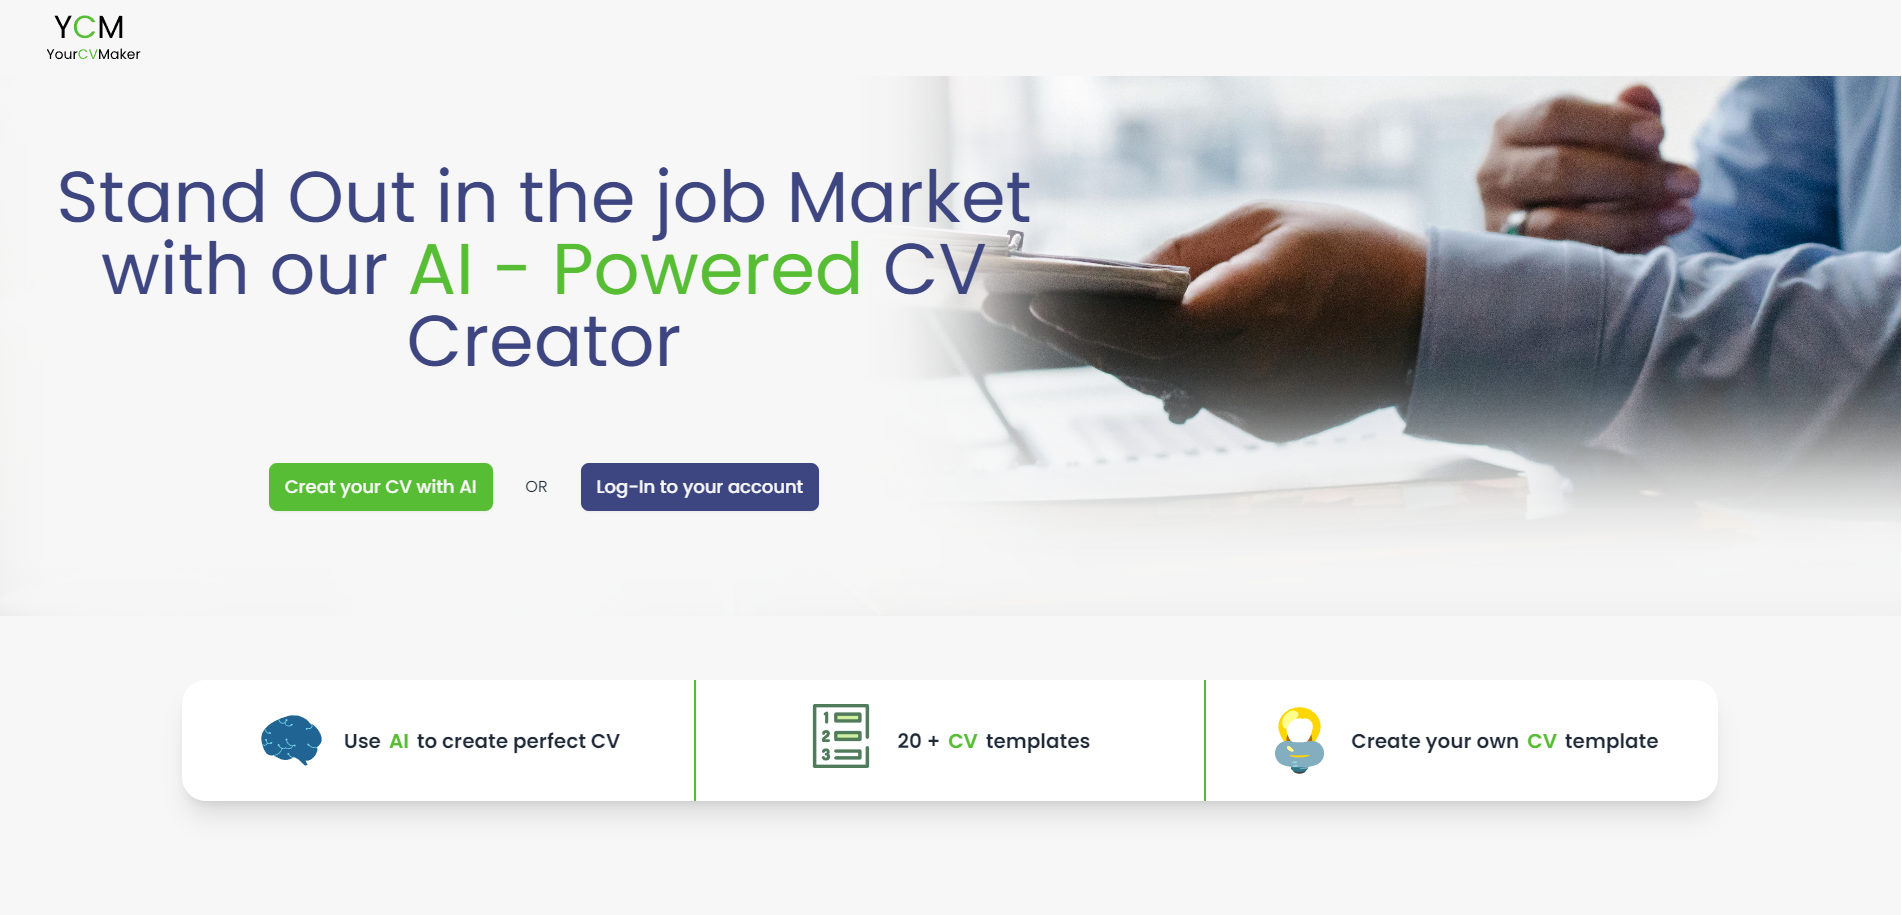 YCM
YourCVMaker
Stand Out in the job Market
with our AI - Powered CV
Creator
Creat your CV with AI
OR
Log-In to your account
Use AI to create perfect CV
1
2
3
20 + CV templates
Create your own CV template